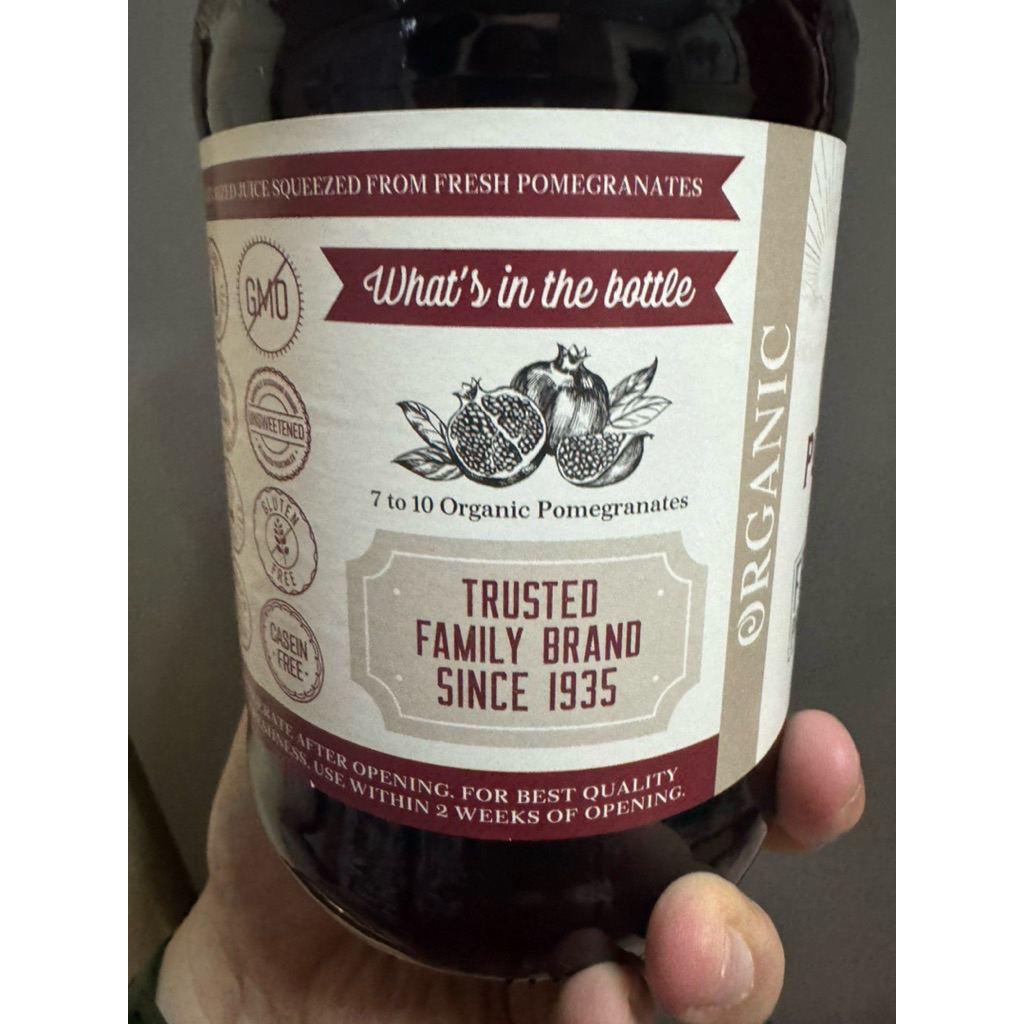 JUICE SQUEEZED FROM FRESH POMEGRANATES
What's in the bottle
GMO
UNSWEETENED
GLUTEN
FREE
CASEIN
FREE
7 to 10 Organic Pomegranates
TRUSTED
FAMILY BRAND
SINCE 1935
AFTER OPENING. FOR BEST QUALITY
USE WITHIN 2 WEEKS OF OPENING.
ORGANIC
P